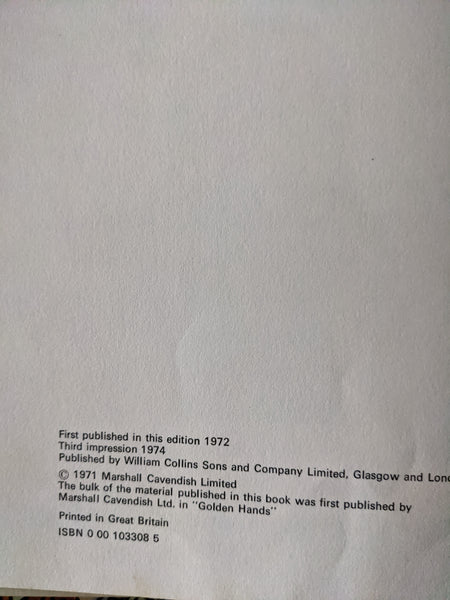 First published in this edition 1972
Third impression 1974
Published by William Collins Sons and Company Limited, Glasgow and Lon
© 1971 Marshall Cavendish Limited
The bulk of the material published in this book was first published by
Marshall Cavendish Ltd. in "Golden Hands"
Printed in Great Britain
ISBN 0 00 103308 5